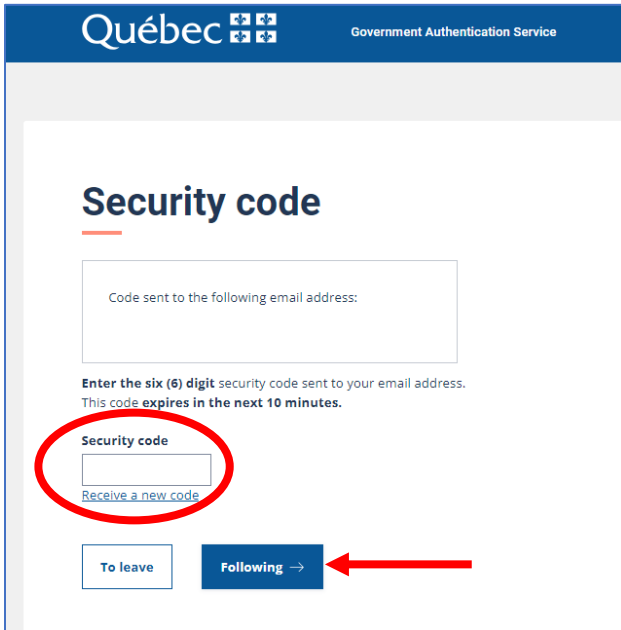 Québec
Government Authentication Service
Security code
Code sent to the following email address:
Enter the six (6) digit security code sent to your email address.
This code expires in the next 10 minutes.
Security code
Receive a new code
To leave
Following →